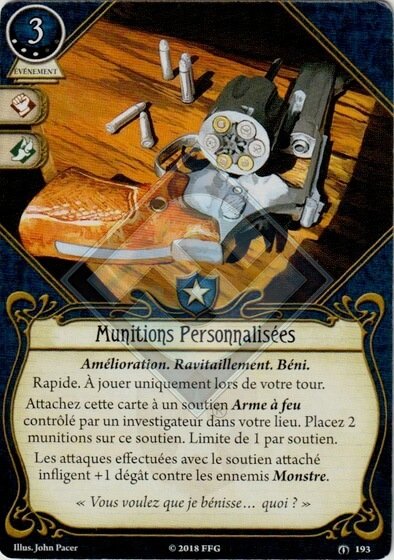 3
ÉVÉNEMENT
Munitions Personnalisées
Amélioration. Ravitaillement. Béni.
Rapide. À jouer uniquement lors de votre tour.
Attachez cette carte à un soutien Arme à feu
contrôlé par un investigateur dans votre lieu. Placez 2
munitions sur ce soutien. Limite de 1 par soutien.
Les attaques effectuées avec le soutien attaché
infligent +1 dégât contre les ennemis Monstre.
« Vous voulez que je bénisse… quoi ? »
Illus. John Pacer © 2018 FFG 193